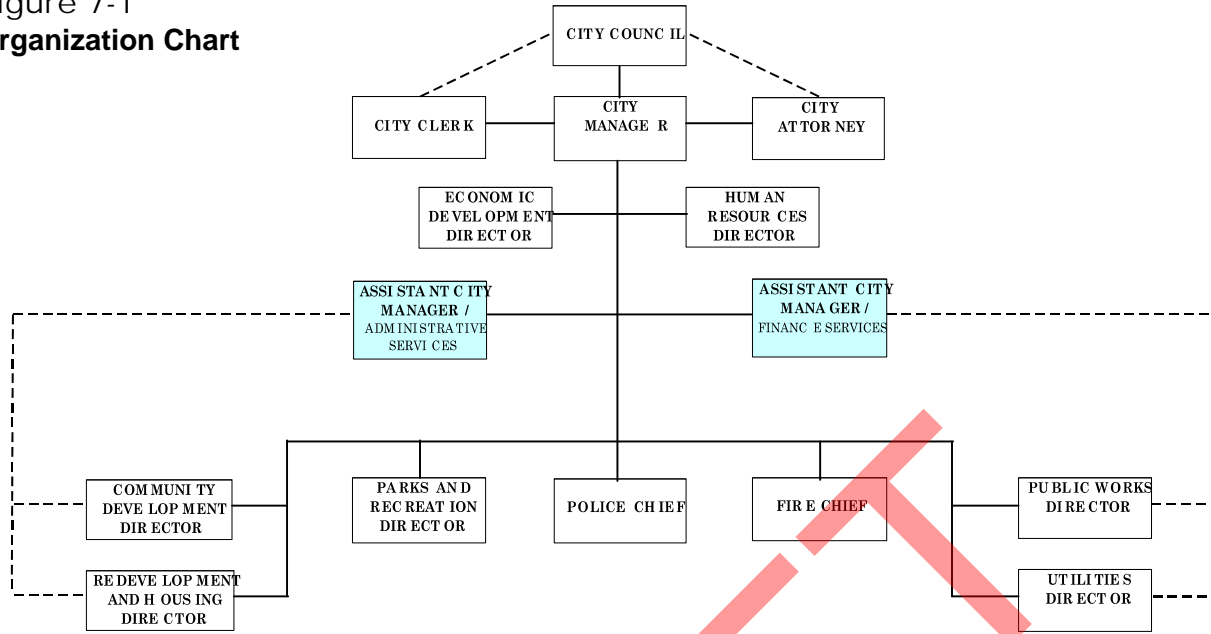 igure 7-1
rganization Chart
CITY COUNCIL
CITY CLERK
CITY
MANAGER
CITY
ATTORNEY
ECONOMIC
DEVELOPMENT
DIRECTOR
HUMAN
RESOURCES
DIRECTOR
ASSISTANT CITY
MANAGER /
ADMINISTRATIVE
SERVICES
ASSISTANT CITY
MANAGER /
FINANCE SERVICES
COMMUNITY
DEVELOPMENT
DIRECTOR
PARKS AND
RECREATION
DIRECTOR
POLICE CHIEF
FIRE CHIEF
PUBLIC WORKS
DIRECTOR
REDEVELOPMENT
AND HOUSING
DIRECTOR
UTILITIES
DIRECTOR